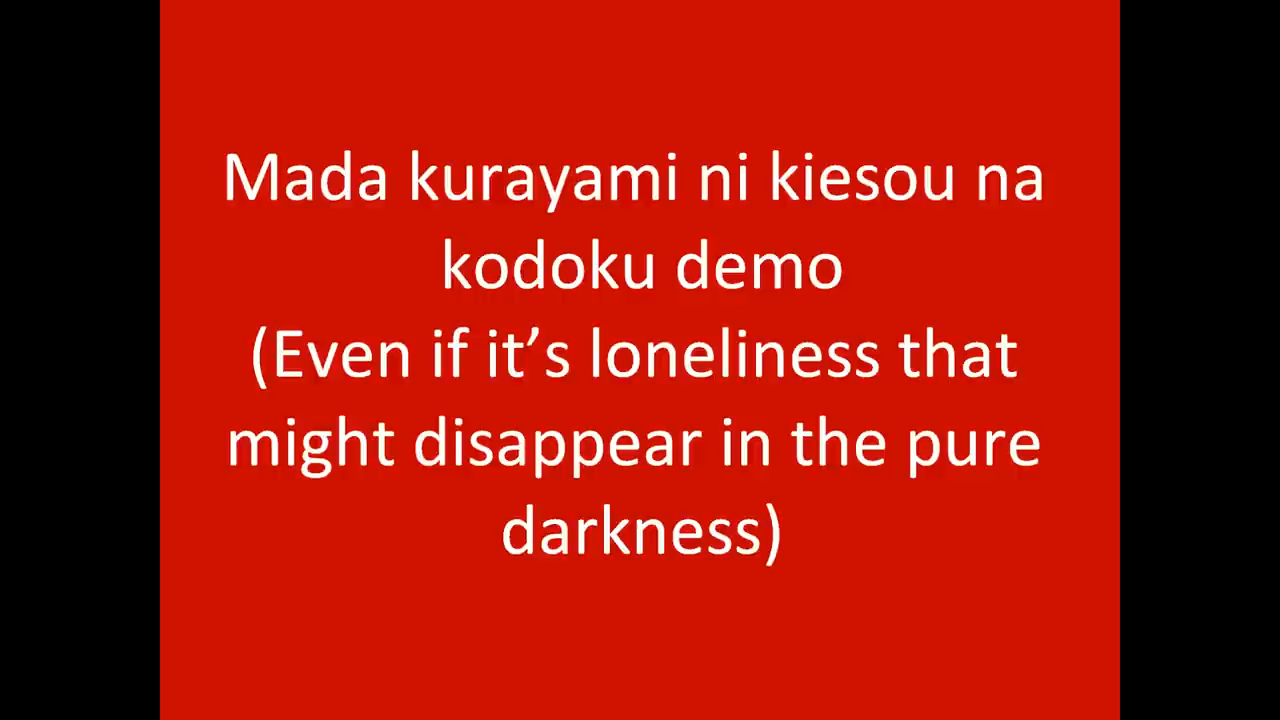 Mada kurayami ni kiesou na
kodoku demo
(Even if it’s loneliness that
might disappear in the pure
darkness)